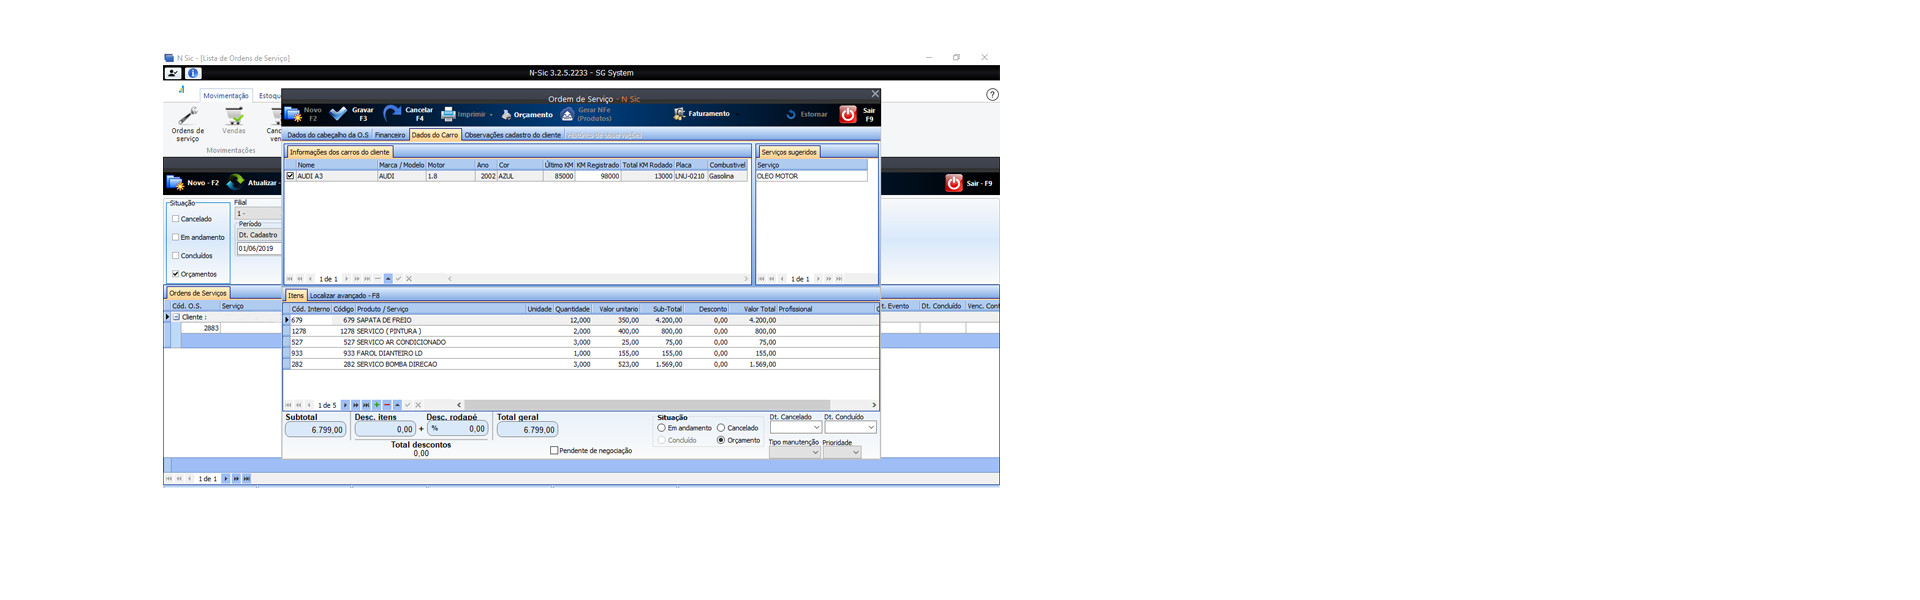 N Sic - [Lista de Ordens de Serviço]
N-Sic 3.2.5.2233 - SG System
Movimentação Estoqu
Ordens de serviço
Vendas
Canc ven
Movimentações
Novo - F2
Atualizar -
Sair - F9
Situação
Cancelado
Em andamento
Concluídos
Orçamentos
Filial
1 -
Período
Dt. Cadastro
01/06/2019
Ordens de Serviços
Cód. O.S. Serviço
t. Evento Dt. Concluído Venc. Cont
Cliente :
2883
1 de 1
Ordem de Serviço - N Sic
Novo F2
Gravar F3
Cancelar F4
Imprimir
Orçamento
Gerar NFe (Produtos)
Faturamento
Estornar
Sair F9
Dados do cabeçalho da O.S Financeiro Dados do Carro Observações cadastro do cliente
Informações dos carros do cliente
Nome Marca / Modelo Motor Ano Cor Último KM KM Registrado Total KM Rodado Placa Combustivel
AUDI A3 AUDI 1.8 2002 AZUL 85000 98000 13000 LNU-0210 Gasolina
1 de 1
Serviços sugeridos
Serviço
OLEO MOTOR
1 de 1
Itens Localizar avançado - F8
Cód. Interno Código Produto / Serviço Unidade Quantidade Valor unitario Sub-Total Desconto Valor Total Profissional
679 679 SAPATA DE FREIO 12,000 350,00 4.200,00 0,00 4.200,00
1278 1278 SERVICO ( PINTURA ) 2,000 400,00 800,00 0,00 800,00
527 527 SERVICO AR CONDICIONADO 3,000 25,00 75,00 0,00 75,00
933 933 FAROL DIANTEIRO LD 1,000 155,00 155,00 0,00 155,00
282 282 SERVICO BOMBA DIRECAO 3,000 523,00 1.569,00 0,00 1.569,00
1 de 5
Subtotal Desc. itens Desc. rodapé Total geral
6.799,00 0,00 + % 0,00 6.799,00
Total descontos
0,00
Pendente de negociação
Situação
Em andamento Cancelado
Concluído Orçamento
Dt. Cancelado Dt. Concluído
Tipo manutenção Prioridade